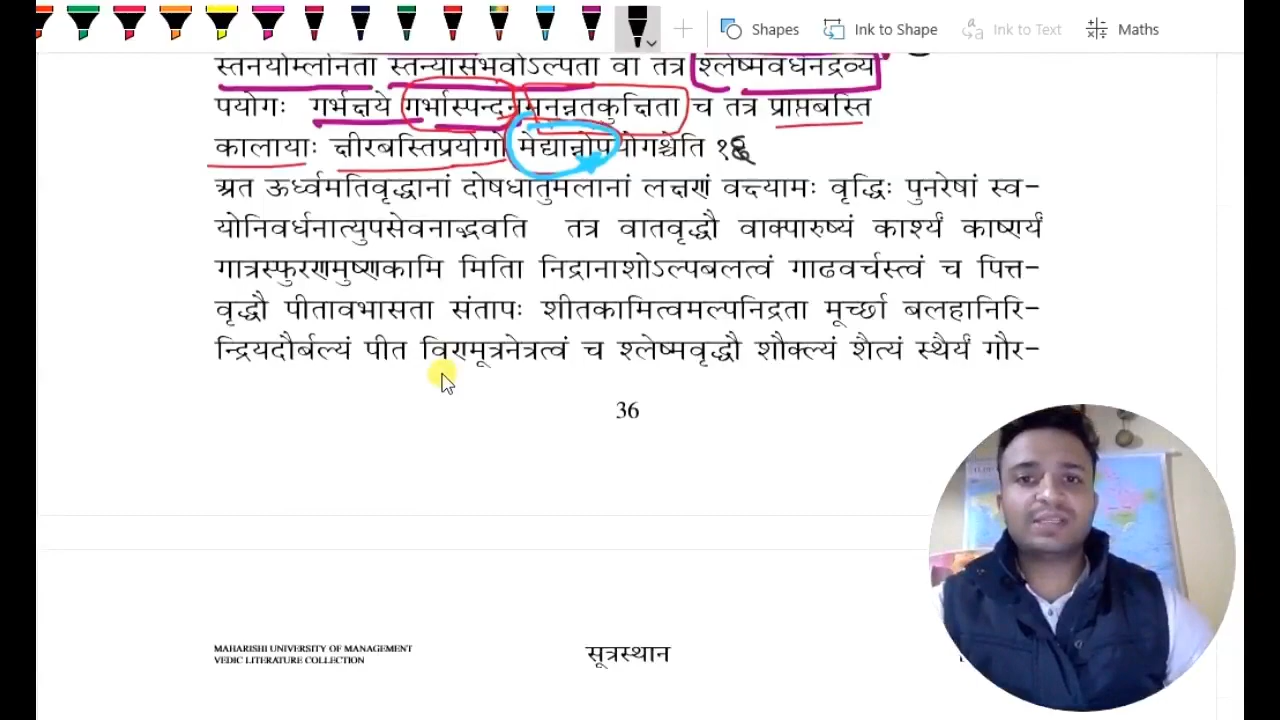 Shapes Ink to Shape Ink to Text Maths
स्तनयोर्म्लानता स्तन्यासंभवोऽल्पता वा तत्र श्लेष्मवर्धनद्रव्य
पयोगः गर्भक्षये गर्भास्पन्दनमनुन्नतकुक्षिता च तत्र प्राप्तबस्ति
कालायाः क्षीरबस्तिप्रयोगो मेद्यान्नोपयोगश्चेति
अत ऊर्ध्वमतिवृद्धानां दोषधातुमलानां लक्षणं वक्ष्यामः वृद्धिः पुनरेषां स्व-
योनिवर्धनात्युपसेवनाद्भवति तत्र वातवृद्धौ वाक्पारुष्यं कार्श्यं कार्ष्ण्यं
गात्रस्फुरणमुष्णकामि निद्रानाशोऽल्पबलत्वं गाढवर्चस्त्वं च पित्त-
वृद्धौ पीतावभासता संतापः शीतकामित्वमल्पनिद्रता मूर्च्छा बलहानिरि-
न्द्रियदौर्बल्यं पीत विण्मूत्रनेत्रत्वं च श्लेष्मवृद्धौ शौक्ल्यं शैत्यं स्थैर्यं गौर-
36
MAHARISHI UNIVERSITY OF MANAGEMENT
VEDIC LITERATURE COLLECTION
सूत्रस्थान